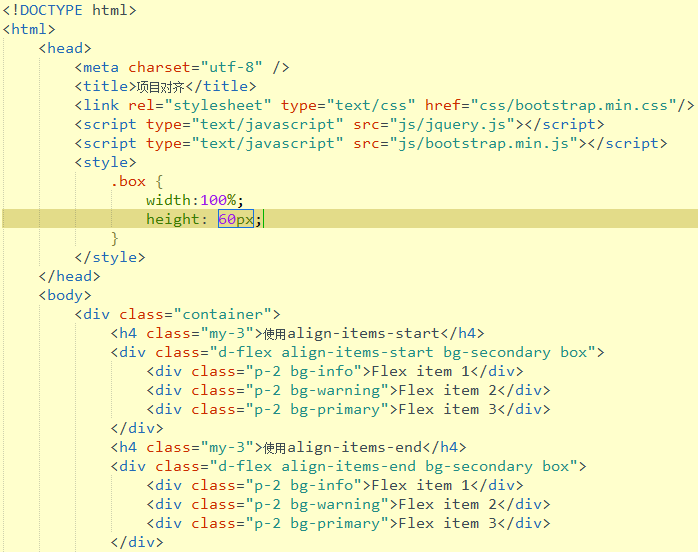 <!DOCTYPE html>
<html>
<head>
<meta charset="utf-8" />
<title>项目对齐</title>
<link rel="stylesheet" type="text/css" href="css/bootstrap.min.css"/>
<script type="text/javascript" src="js/jquery.js"></script>
<script type="text/javascript" src="js/bootstrap.min.js"></script>
<style>
.box {
width:100%;
height: 60px;
}
</style>
</head>
<body>
<div class="container">
<h4 class="my-3">使用align-items-start</h4>
<div class="d-flex align-items-start bg-secondary box">
<div class="p-2 bg-info">Flex item 1</div>
<div class="p-2 bg-warning">Flex item 2</div>
<div class="p-2 bg-primary">Flex item 3</div>
</div>
<h4 class="my-3">使用align-items-end</h4>
<div class="d-flex align-items-end bg-secondary box">
<div class="p-2 bg-info">Flex item 1</div>
<div class="p-2 bg-warning">Flex item 2</div>
<div class="p-2 bg-primary">Flex item 3</div>
</div>